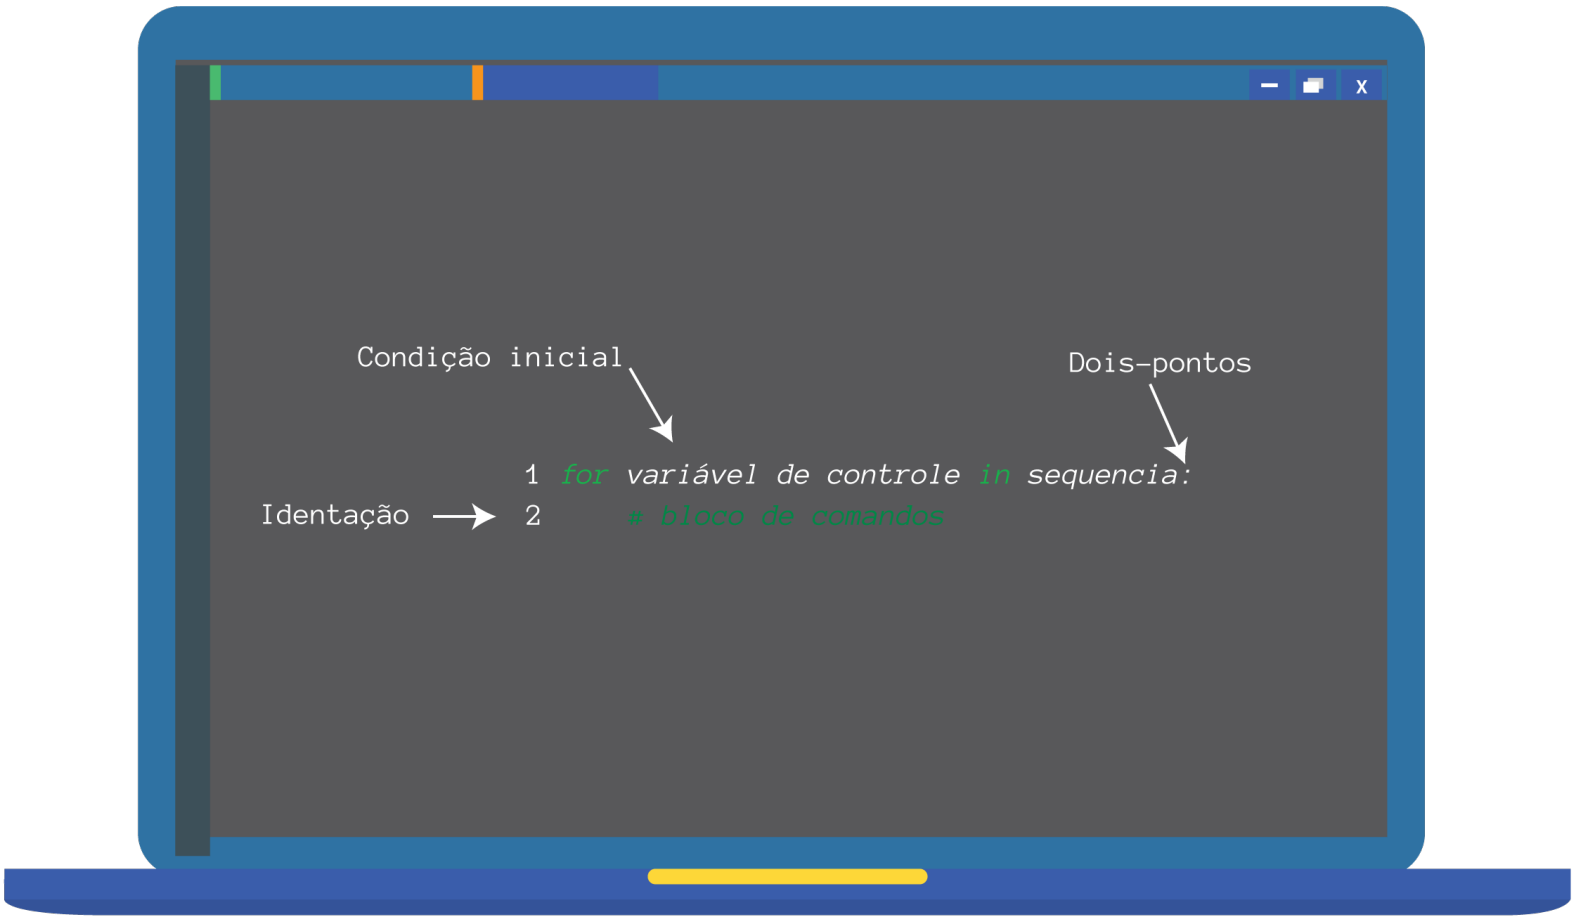 X
Condição inicial
Dois-pontos
1 for variável de controle in sequencia:
Identação
2 # bloco de comandos